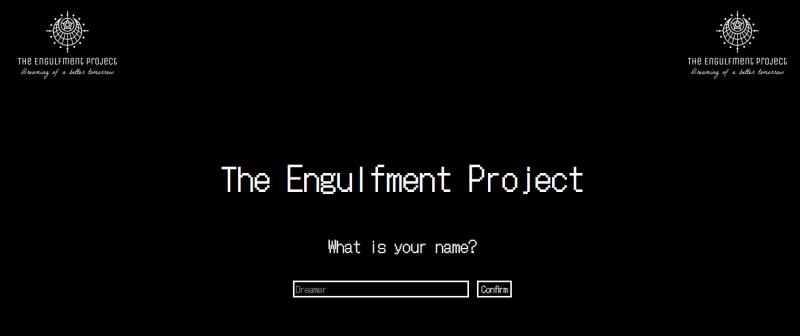 THE ENGULFMENT PROJECT
Dreaming of a better tomorrow
THE ENGULFMENT PROJECT
Dreaming of a better tomorrow
The Engulfment Project
What is your name?
Dreamer
Confirm